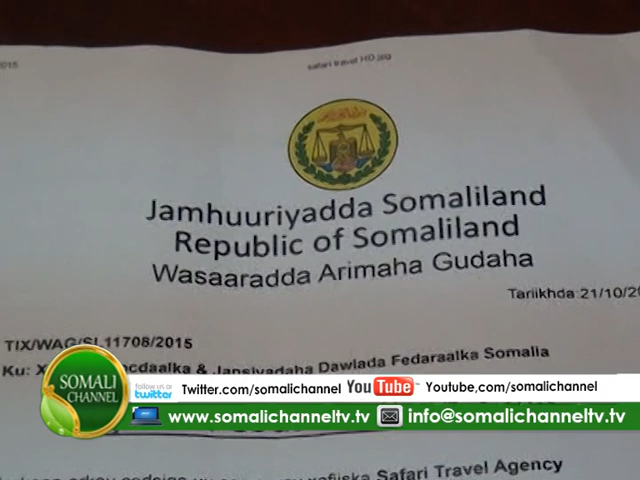 2015
safari travel HD.jpg
Jamhuuriyadda Somaliland
Republic of Somaliland
Wasaaradda Arimaha Gudaha
Tariikhda:21/10/20
TIX/WAG/SL11708/2015
Ku: & Jansiyadaha Dawlada Fedaraalka Somalia
SOMALI
CHANNEL
follow us at
twitter
Twitter.com/somalichannel
YouTube
Youtube.com/somalichannel
www.somalichanneltv.tv
info@somalichanneltv.tv
Safari Travel Agency